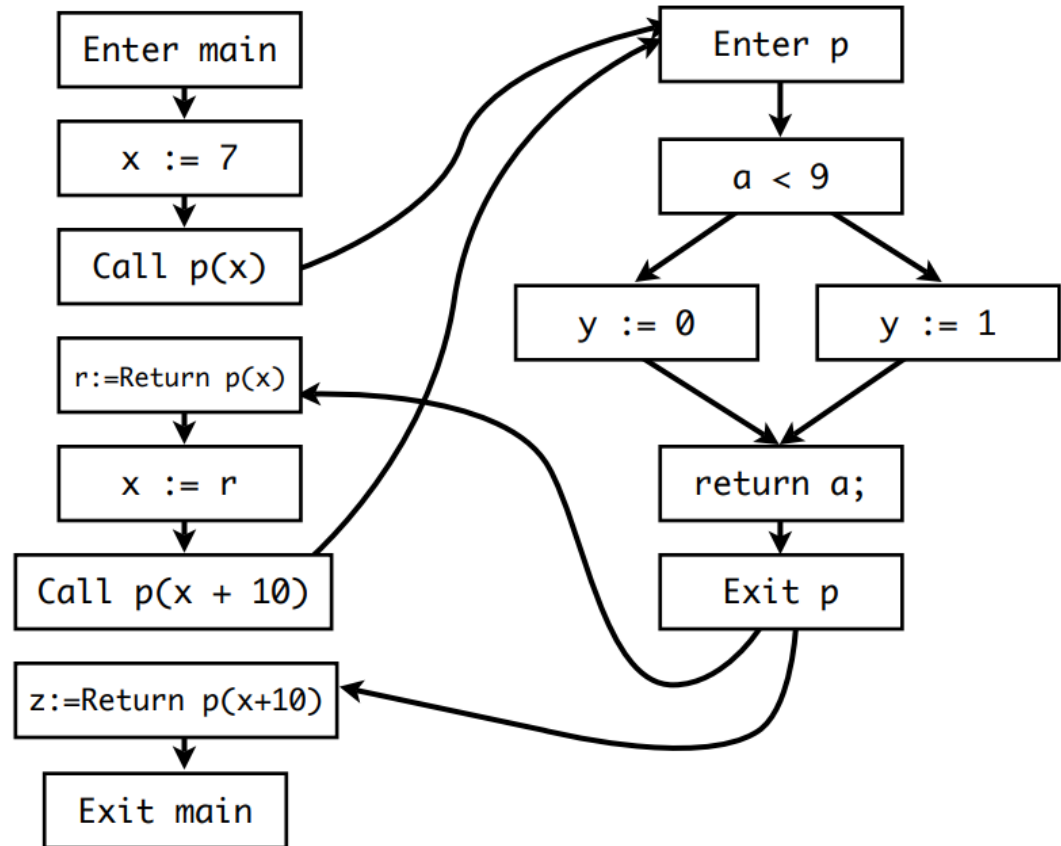 Enter main
x := 7
Call p(x)
r:=Return p(x)
x := r
Call p(x + 10)
z:=Return p(x+10)
Exit main
Enter p
a < 9
y := 0
y := 1
return a;
Exit p